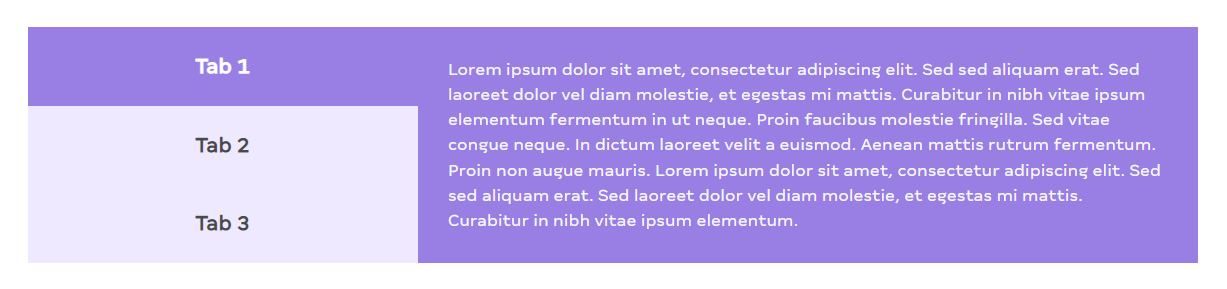 Tab 1
Tab 2
Tab 3
Lorem ipsum dolor sit amet, consectetur adipiscing elit. Sed sed aliquam erat. Sed
laoreet dolor vel diam molestie, et egestas mi mattis. Curabitur in nibh vitae ipsum
elementum fermentum in ut neque. Proin faucibus molestie fringilla. Sed vitae
congue neque. In dictum laoreet velit a euismod. Aenean mattis rutrum fermentum.
Proin non augue mauris. Lorem ipsum dolor sit amet, consectetur adipiscing elit. Sed
sed aliquam erat. Sed laoreet dolor vel diam molestie, et egestas mi mattis.
Curabitur in nibh vitae ipsum elementum.